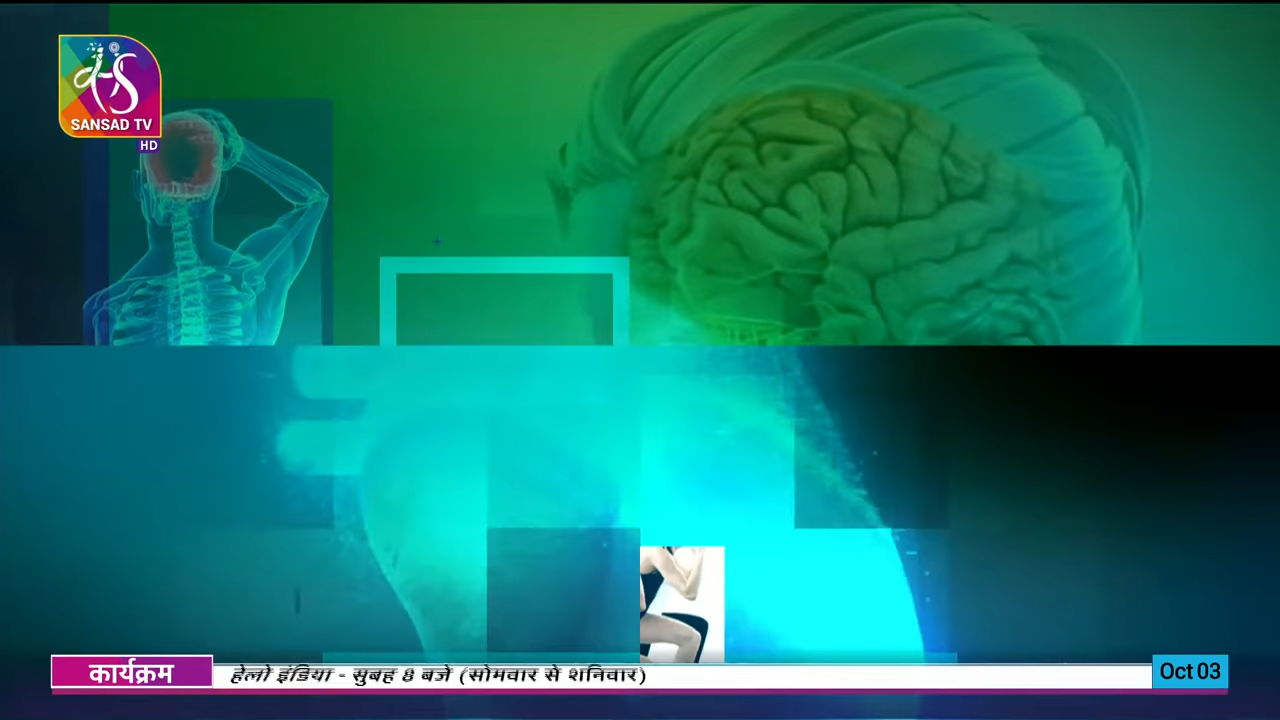 SANSAD TV
HD
कार्यक्रम
हेलो इंडिया - सुबह 8 बजे (सोमवार से शनिवार)
Oct 03